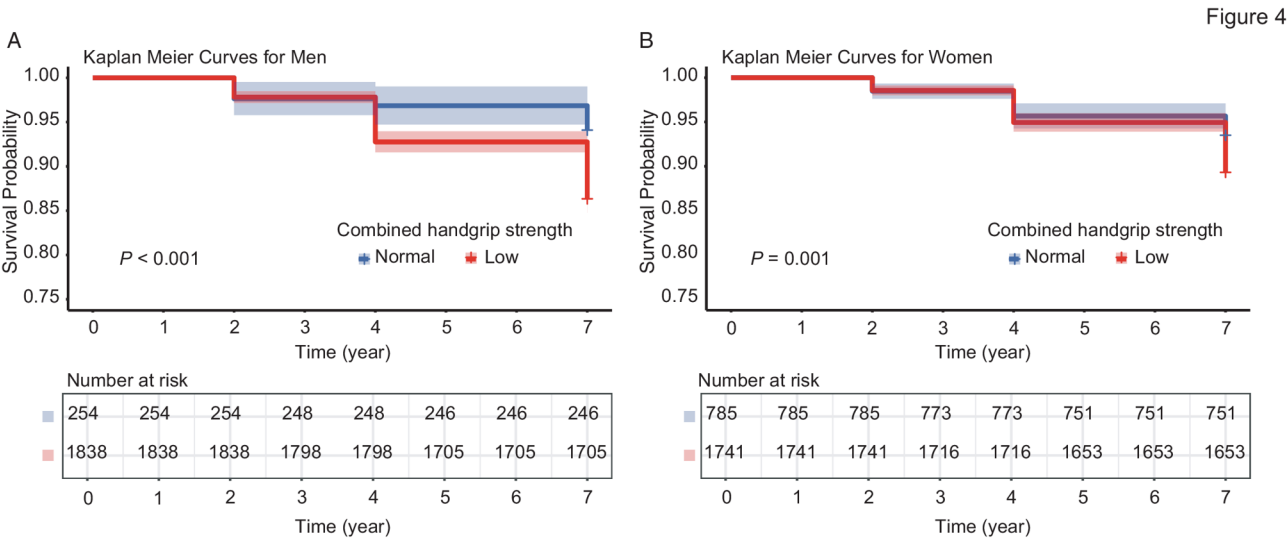 Figure 4
A
Kaplan Meier Curves for Men
Survival Probability
1.00
0.95
0.90
0.85
0.80
0.75
Combined handgrip strength
Normal Low
P < 0.001
0 1 2 3 4 5 6 7
Time (year)
Number at risk
254 254 254 248 248 246 246 246
1838 1838 1838 1798 1798 1705 1705 1705
0 1 2 3 4 5 6 7
Time (year)
B
Kaplan Meier Curves for Women
Survival Probability
1.00
0.95
0.90
0.85
0.80
0.75
Combined handgrip strength
Normal Low
P = 0.001
0 1 2 3 4 5 6 7
Time (year)
Number at risk
785 785 785 773 773 751 751 751
1741 1741 1741 1716 1716 1653 1653 1653
0 1 2 3 4 5 6 7
Time (year)